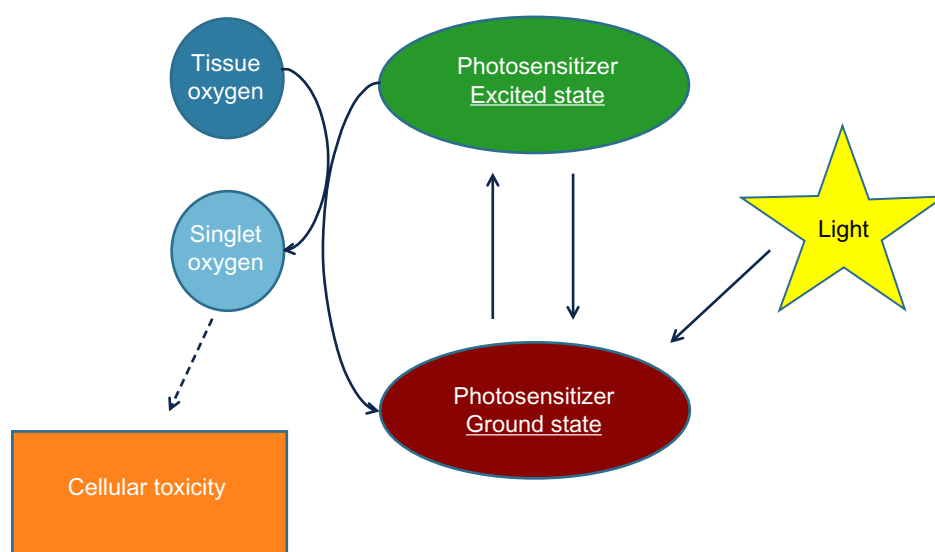 Tissue
oxygen
Photosensitizer
Excited state
Singlet
oxygen
Light
Photosensitizer
Ground state
Cellular toxicity